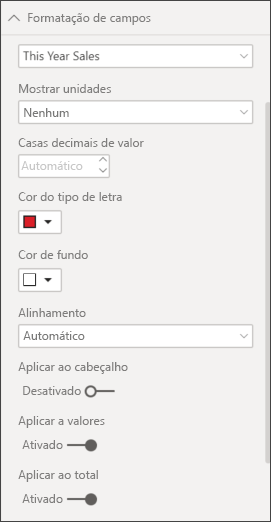 Formatação de campos
This Year Sales
Mostrar unidades
Nenhum
Casas decimais de valor
Automático
Cor do tipo de letra
Cor de fundo
Alinhamento
Automático
Aplicar ao cabeçalho
Desativado
Aplicar a valores
Ativado
Aplicar ao total
Ativado